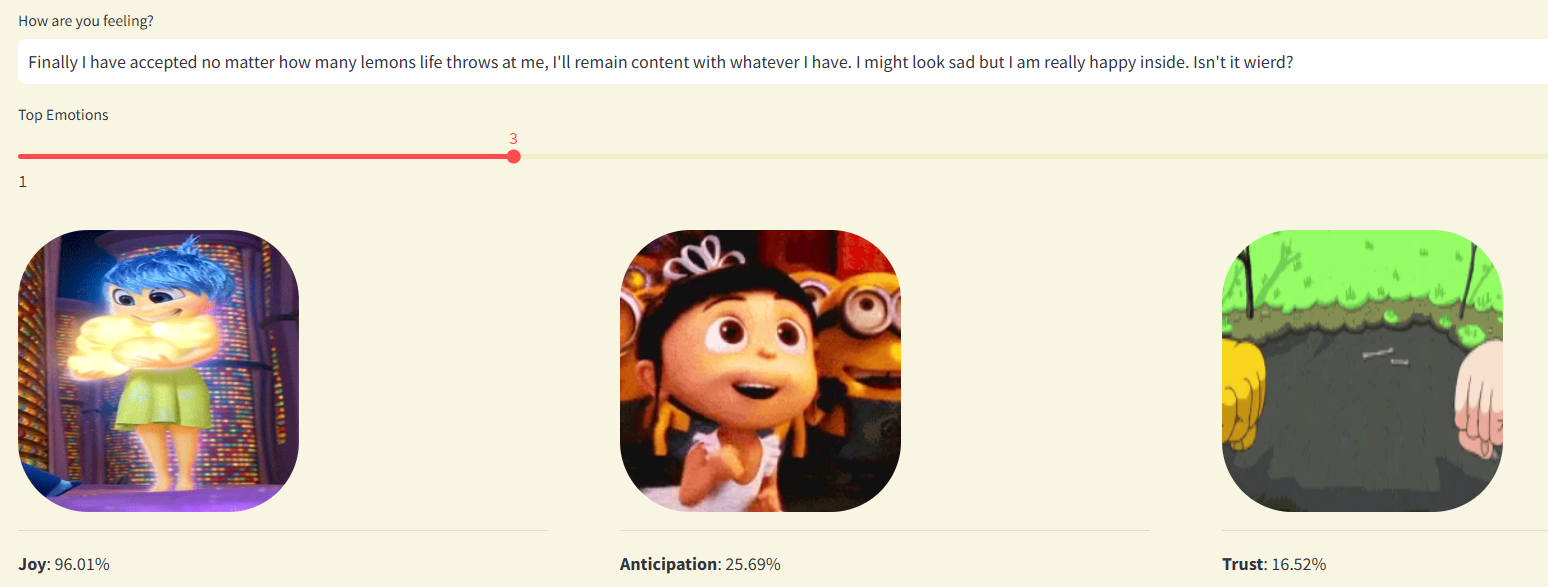 How are you feeling?
Finally I have accepted no matter how many lemons life throws at me, I'll remain content with whatever I have. I might look sad but I am really happy inside. Isn't it wierd?
Top Emotions
3
1
Joy: 96.01%
Anticipation: 25.69%
Trust: 16.52%